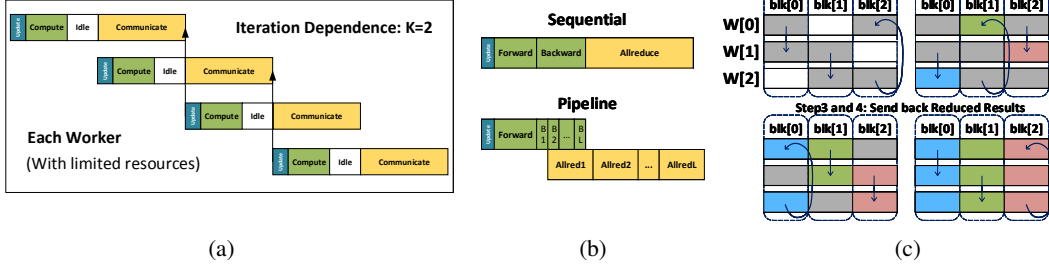 Iteration Dependence: K=2
Update Compute Idle Communicate
Update Compute Idle Communicate
Update Compute Idle Communicate
Update Compute Idle Communicate
Each Worker
(With limited resources)
(a)
Sequential
Update Forward Backward Allreduce
Pipeline
Update Forward B1 B2 ... BL
Allred1 Allred2 ... AllredL
(b)
blk[0] blk[1] blk[2] blk[0] blk[1] blk[2]
W[0]
W[1]
W[2]
Step3 and 4: Send back Reduced Results
blk[0] blk[1] blk[2] blk[0] blk[1] blk[2]
(c)